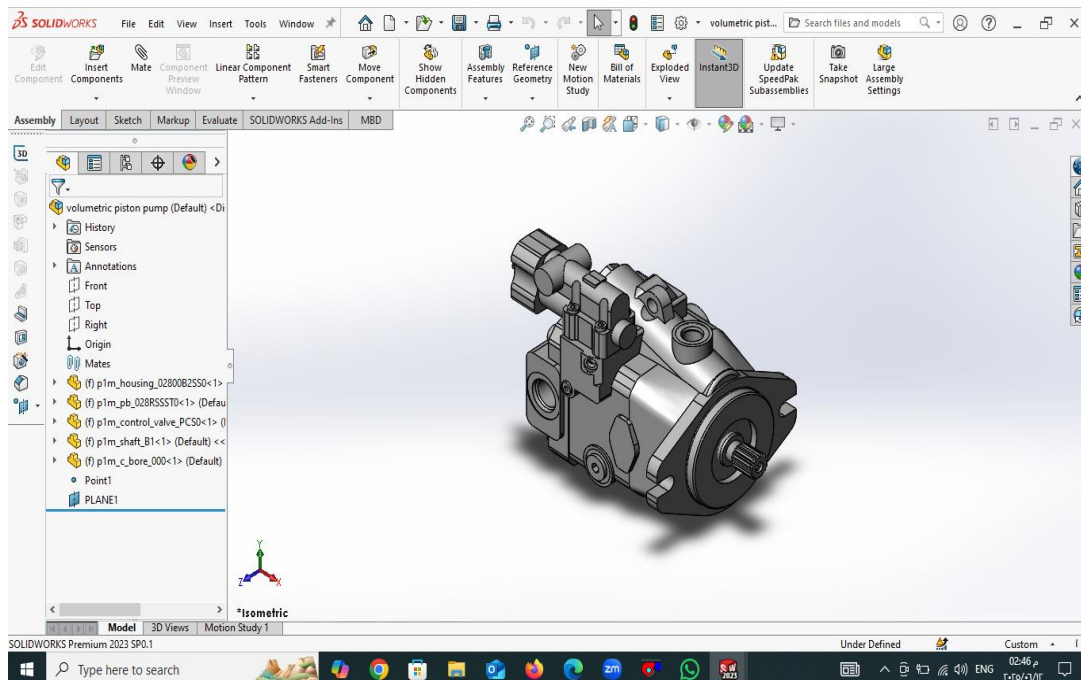 SOLIDWORKS File Edit View Insert Tools Window volumetric pist... Search files and models
Edit Component
Insert Components
Mate
Component Preview Window
Linear Component Pattern
Smart Fasteners
Move Component
Show Hidden Components
Assembly Features
Reference Geometry
New Motion Study
Bill of Materials
Exploded View
Instant3D
Update SpeedPak Subassemblies
Take Snapshot
Large Assembly Settings
Assembly Layout Sketch Markup Evaluate SOLIDWORKS Add-Ins MBD
3D
volumetric piston pump (Default) <Di
History
Sensors
A Annotations
Front
Top
Right
Origin
Mates
(f) p1m_housing_02800B2SS0<1>
(f) p1m_pb_028RSSST0<1> (Defau
(f) p1m_control_valve_PCS0<1> (I
(f) p1m_shaft_B1<1> (Default) <<
(f) p1m_c_bore_000<1> (Default)
Point1
PLANE1
Y
Z X
*Isometric
Model 3D Views Motion Study 1
SOLIDWORKS Premium 2023 SP0.1 Under Defined Custom
Type here to search zm SW 2023 ENG 02:46 م